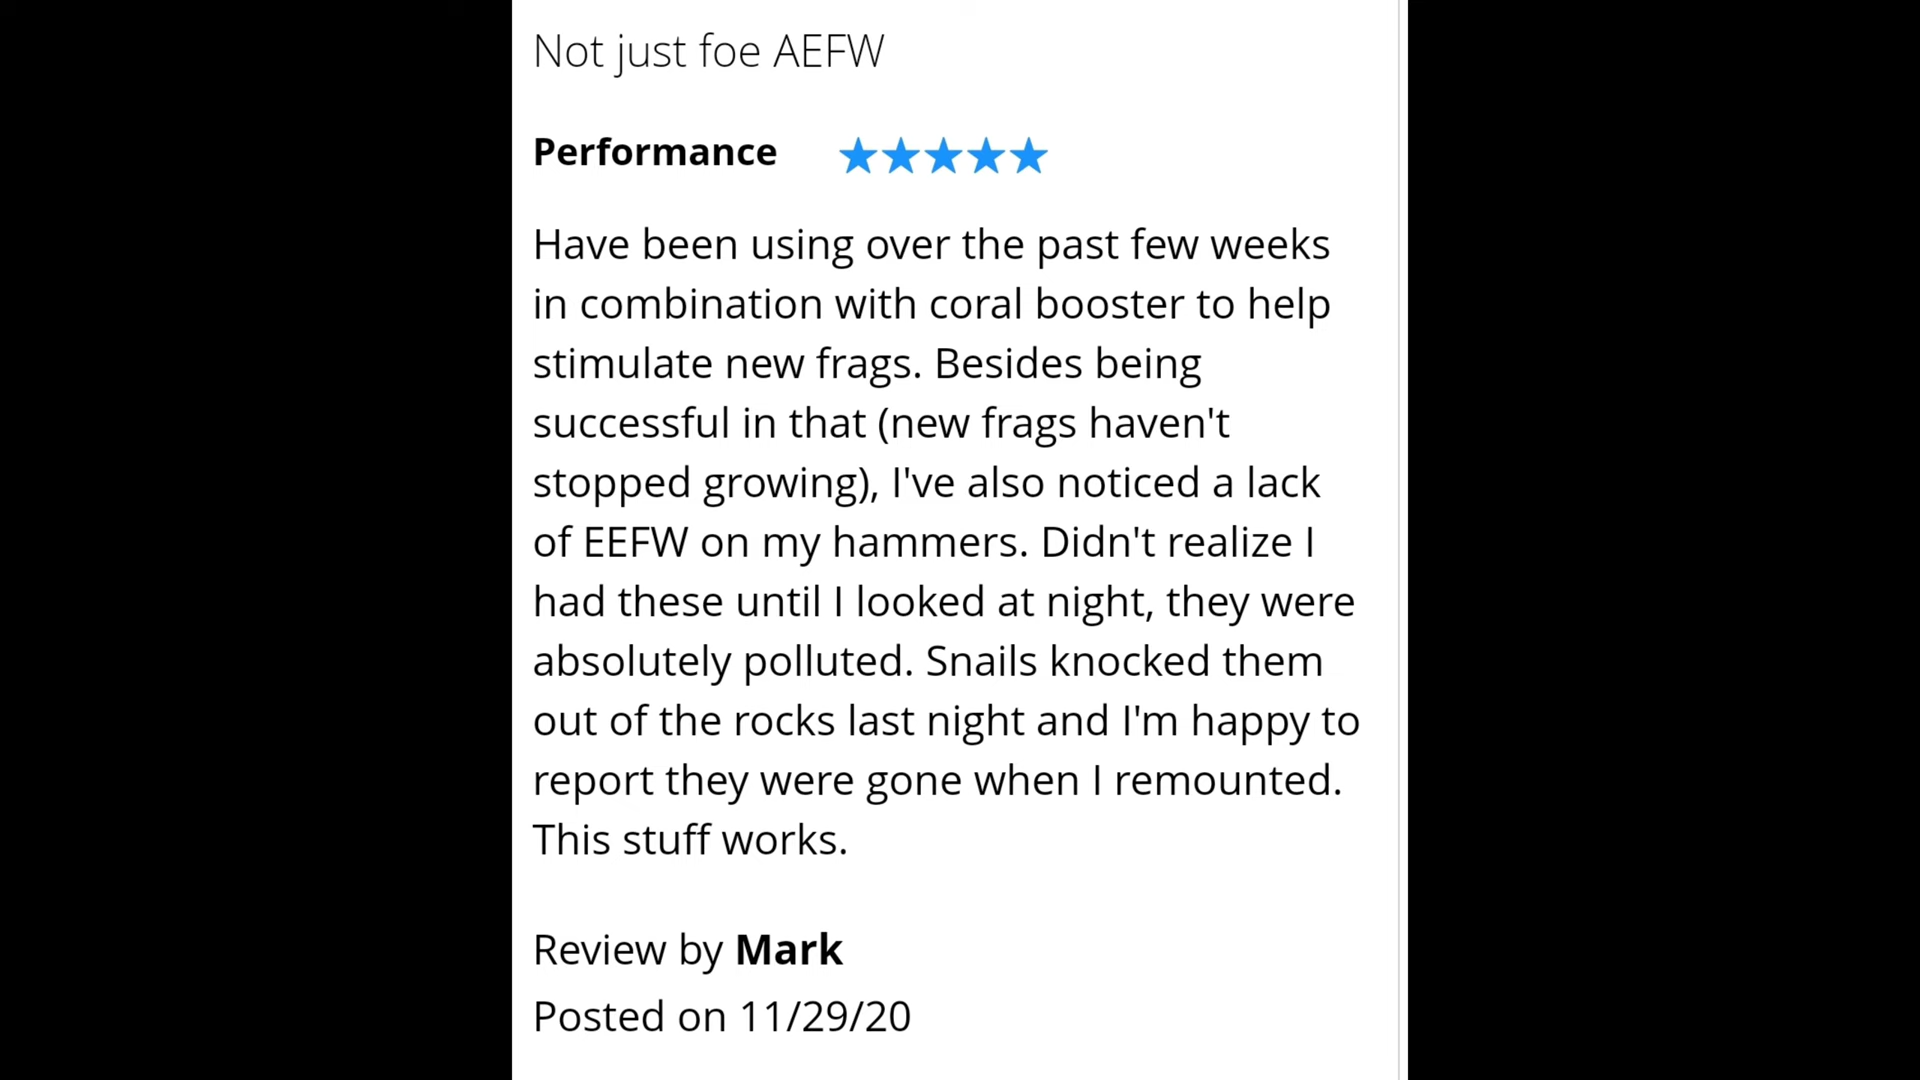 Not just foe AEFW
Performance
Have been using over the past few weeks
in combination with coral booster to help
stimulate new frags. Besides being
successful in that (new frags haven't
stopped growing), I've also noticed a lack
of EEFW on my hammers. Didn't realize I
had these until I looked at night, they were
absolutely polluted. Snails knocked them
out of the rocks last night and I'm happy to
report they were gone when I remounted.
This stuff works.
Review by Mark
Posted on 11/29/20